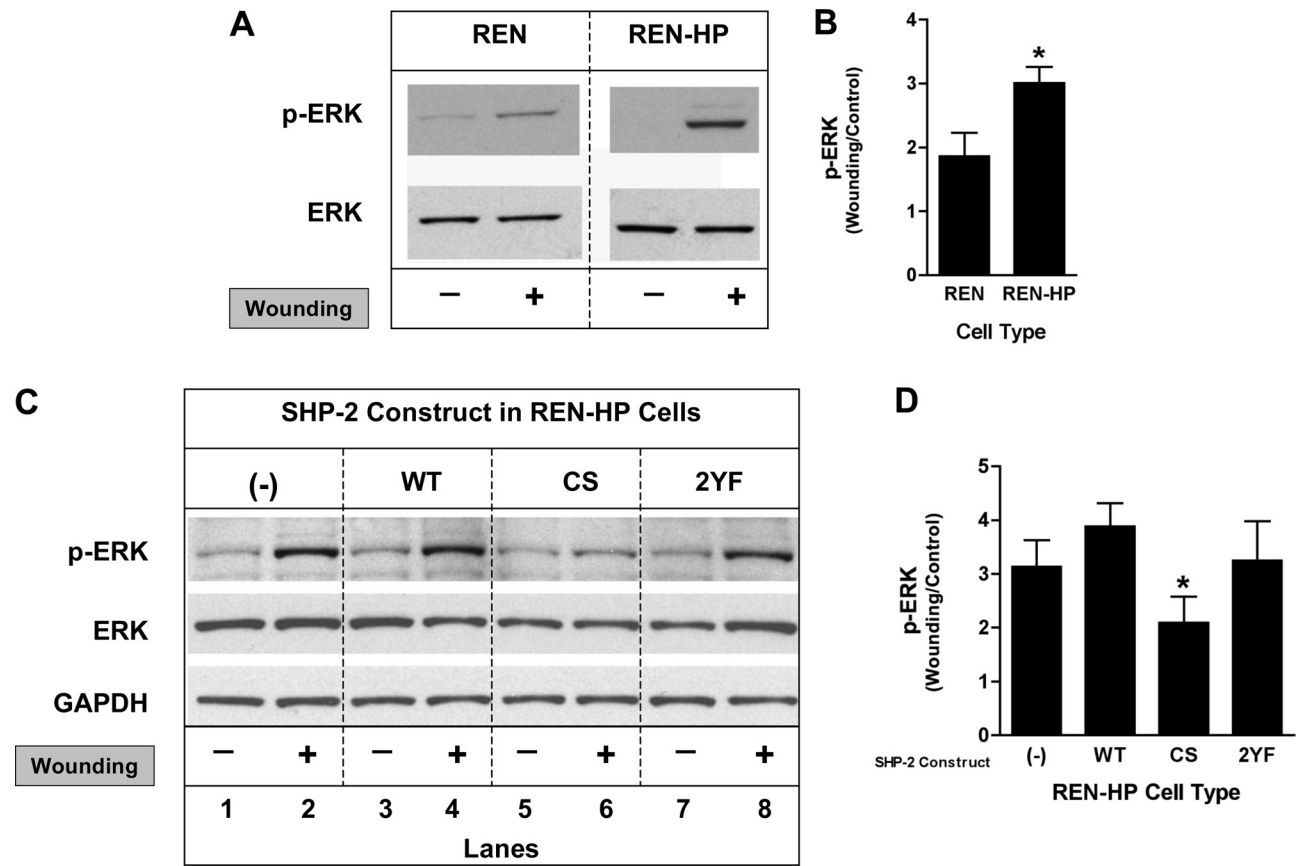 A
REN REN-HP
p-ERK
ERK
Wounding − + − +
B
p-ERK
(Wounding/Control)
4
3
2
1
0
*
REN REN-HP
Cell Type
C
SHP-2 Construct in REN-HP Cells
(-) WT CS 2YF
p-ERK
ERK
GAPDH
Wounding − + − + − + − +
1 2 3 4 5 6 7 8
Lanes
D
p-ERK
(Wounding/Control)
5
4
3
2
1
0
*
SHP-2 Construct (-) WT CS 2YF
REN-HP Cell Type